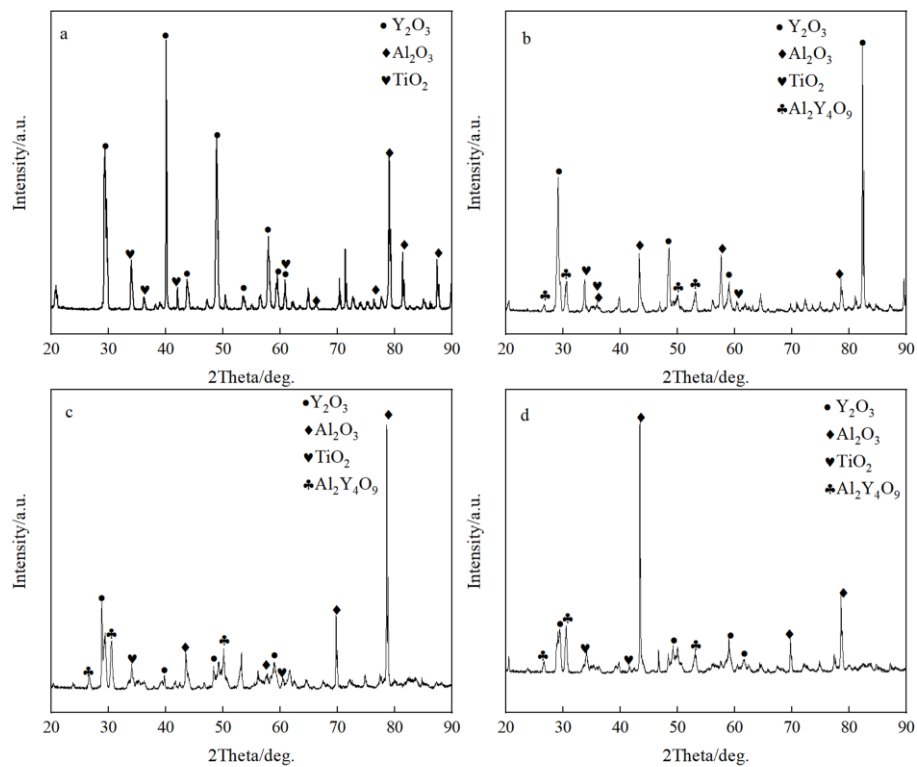 a
● Y₂O₃
♦ Al₂O₃
♥ TiO₂
Intensity/a.u.
20 30 40 50 60 70 80 90
2Theta/deg.
b
● Y₂O₃
♦ Al₂O₃
♥ TiO₂
♣ Al₂Y₄O₉
Intensity/a.u.
20 30 40 50 60 70 80 90
2Theta/deg.
c
● Y₂O₃
♦ Al₂O₃
♥ TiO₂
♣ Al₂Y₄O₉
Intensity/a.u.
20 30 40 50 60 70 80 90
2Theta/deg.
d
● Y₂O₃
♦ Al₂O₃
♥ TiO₂
♣ Al₂Y₄O₉
Intensity/a.u.
20 30 40 50 60 70 80 90
2Theta/deg.